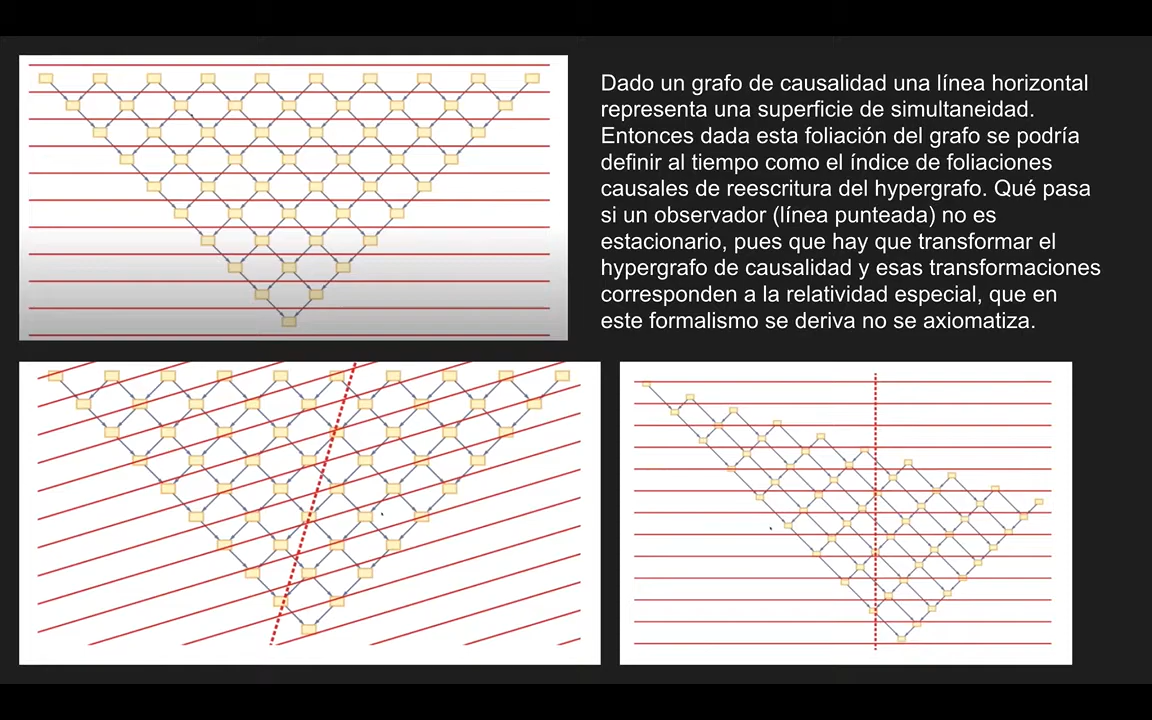 Dado un grafo de causalidad una línea horizontal
representa una superficie de simultaneidad.
Entonces dada esta foliación del grafo se podría
definir al tiempo como el índice de foliaciones
causales de reescritura del hypergrafo. Qué pasa
si un observador (línea punteada) no es
estacionario, pues que hay que transformar el
hypergrafo de causalidad y esas transformaciones
corresponden a la relatividad especial, que en
este formalismo se deriva no se axiomatiza.